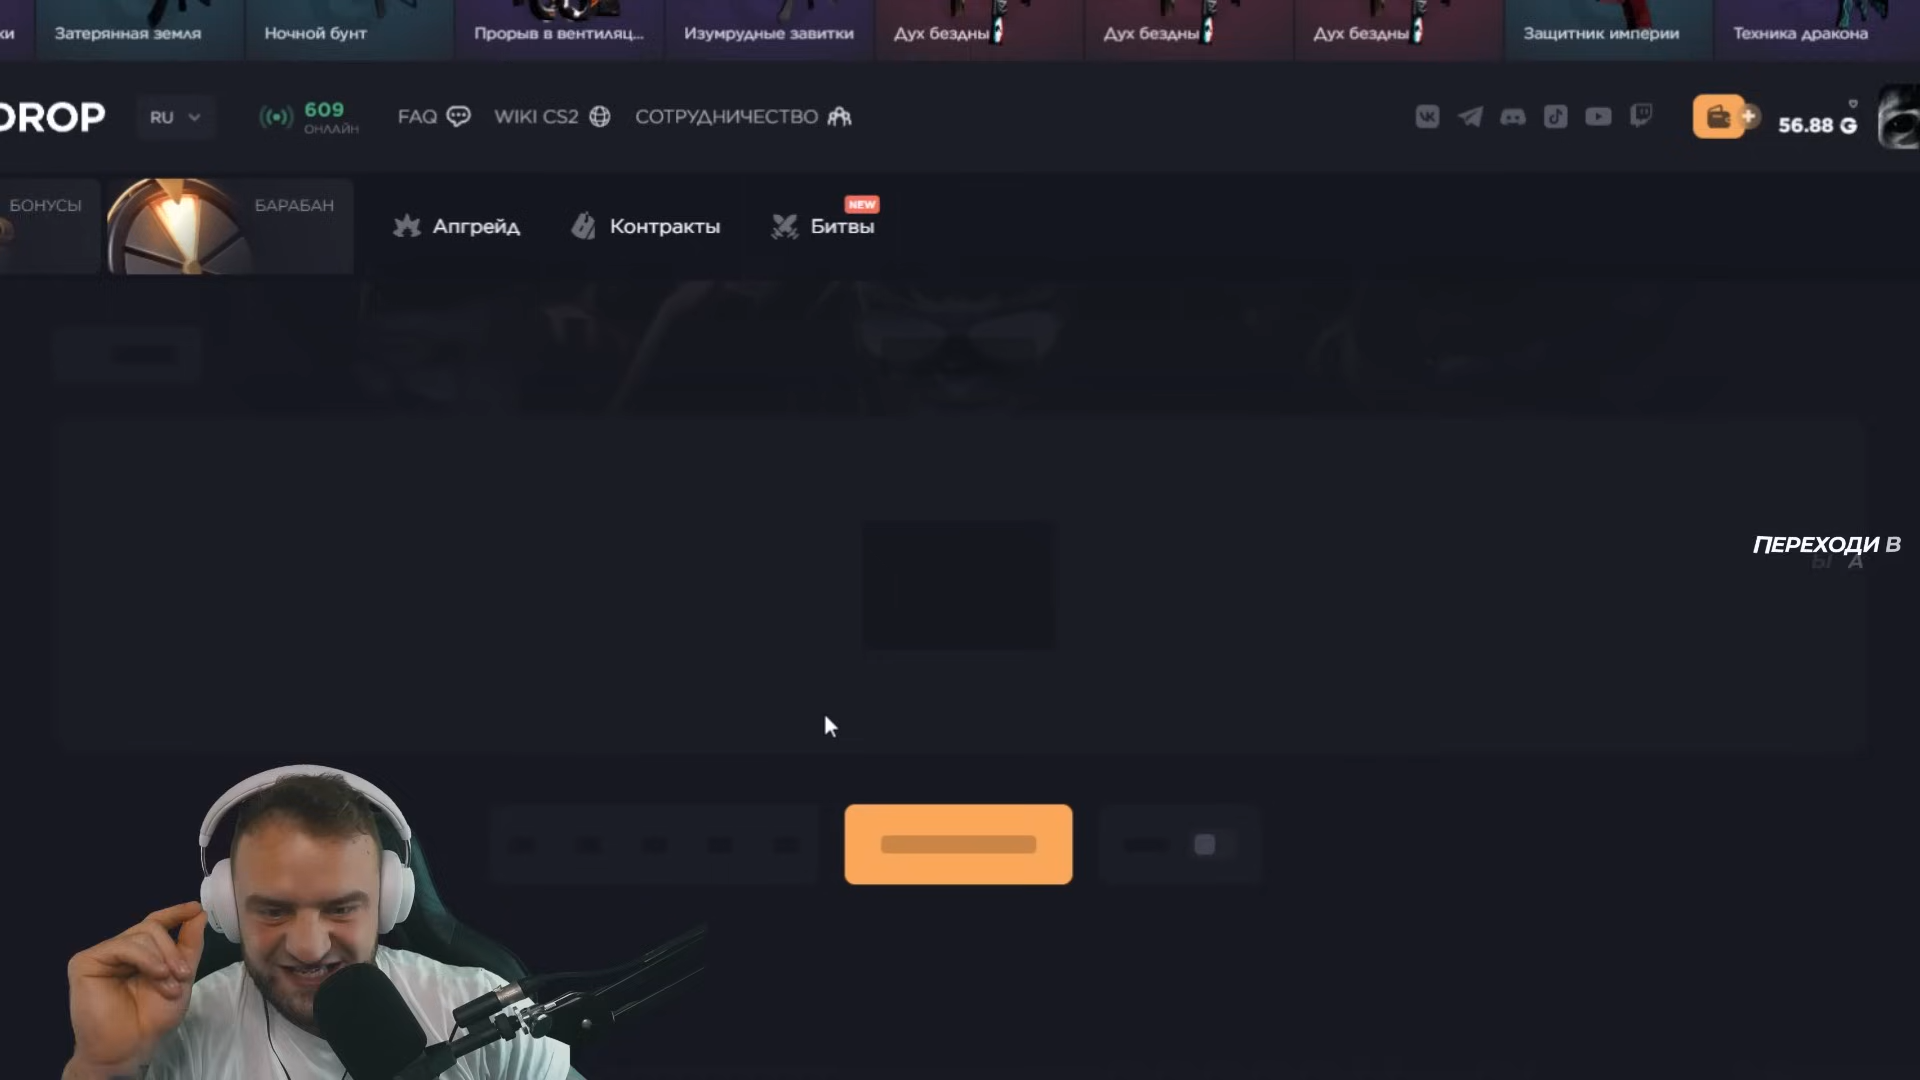 Затерянная земля
Ночной бунт
Прорыв в вентиляц...
Изумрудные завитки
Дух бездны
Дух бездны
Дух бездны
Защитник империи
Техника дракона
DROP
RU
609
ОНЛАЙН
FAQ
WIKI CS2
СОТРУДНИЧЕСТВО
56.88 G
БОНУСЫ
БАРАБАН
Апгрейд
Контракты
NEW
Битвы
ПЕРЕХОДИ В